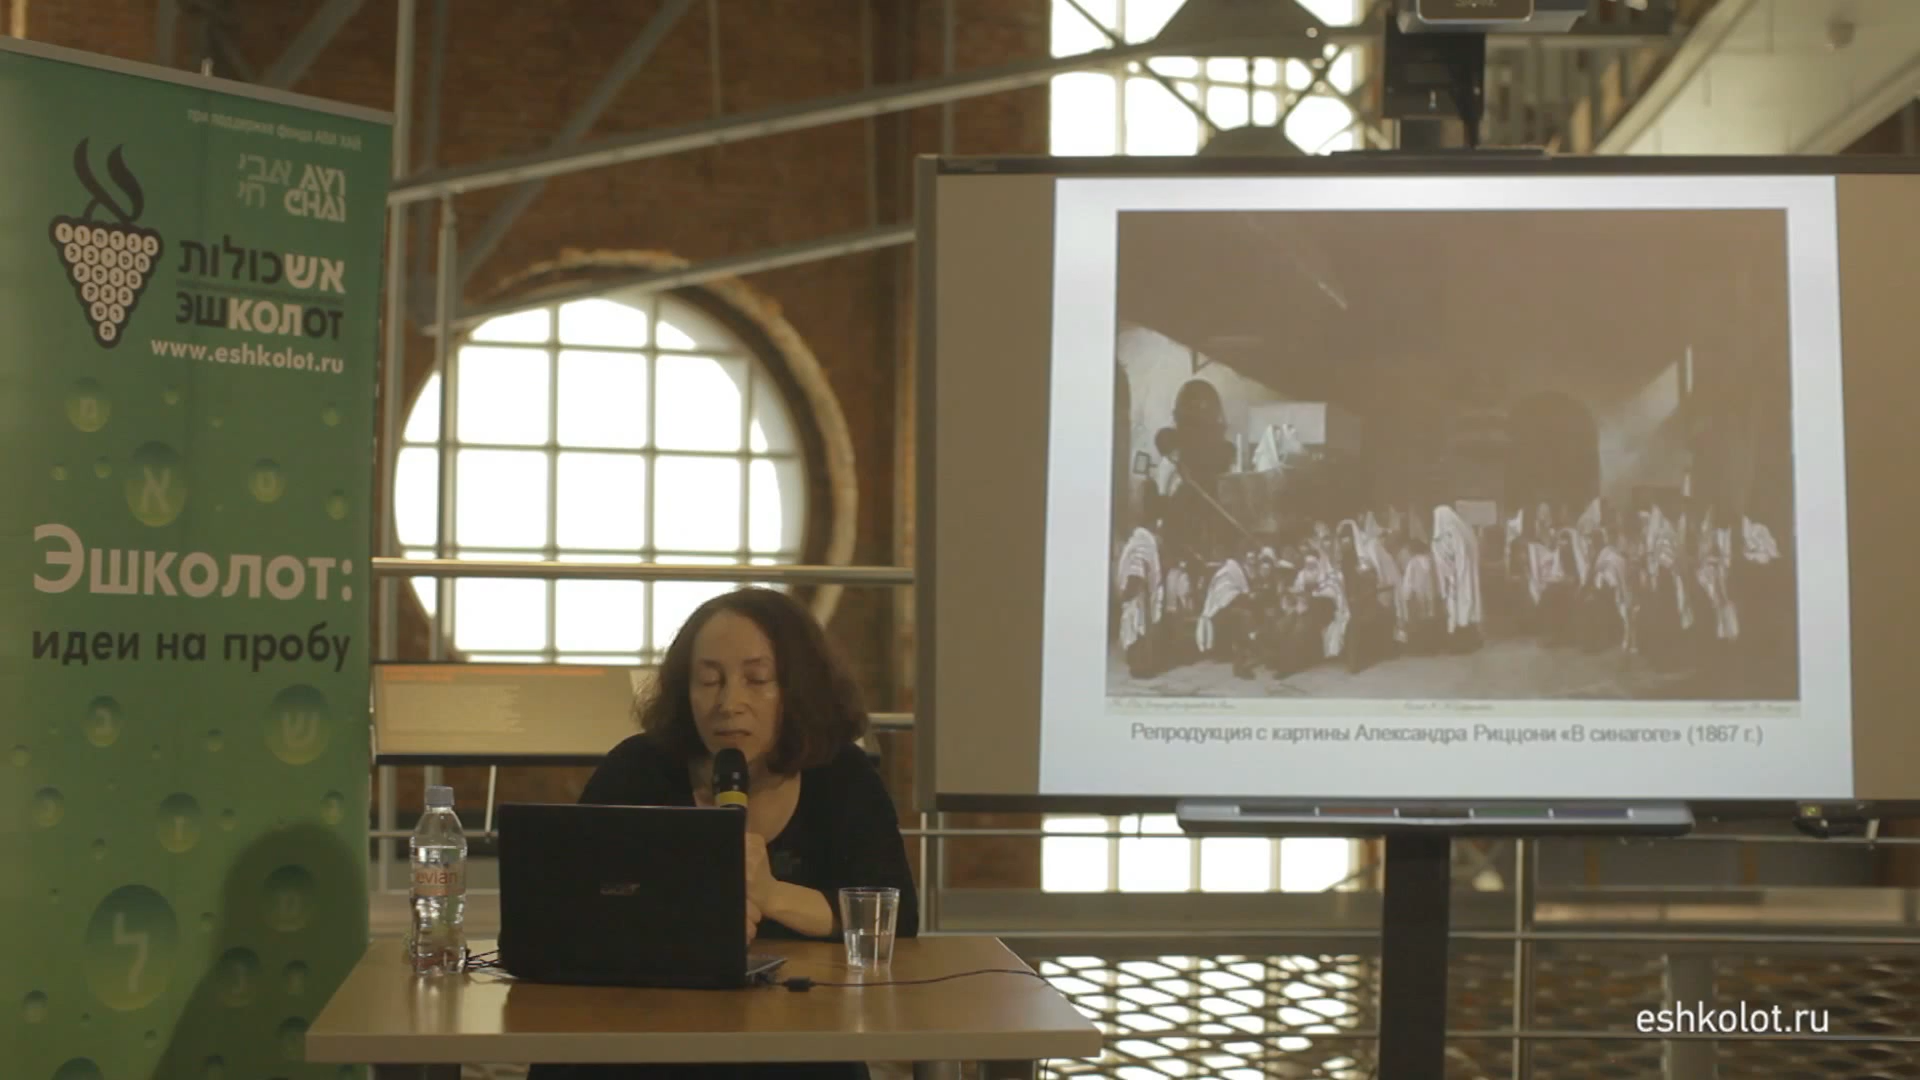 при поддержке фонда АВИ ХАЙ
אבי AVI
חי CHAI
אשכולות
ЭШКОЛОТ
www.eshkolot.ru
Эшколот:
идеи на пробу
evian
acer
Репродукция с картины Александра Риццони «В синагоге» (1867 г.)
eshkolot.ru